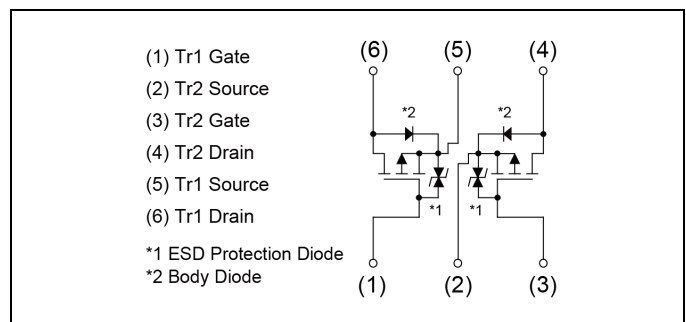 (1) Tr1 Gate
(2) Tr2 Source
(3) Tr2 Gate
(4) Tr2 Drain
(5) Tr1 Source
(6) Tr1 Drain
*1 ESD Protection Diode
*2 Body Diode
(6) (5) (4)
*2 *2
*1 *1
(1) (2) (3)